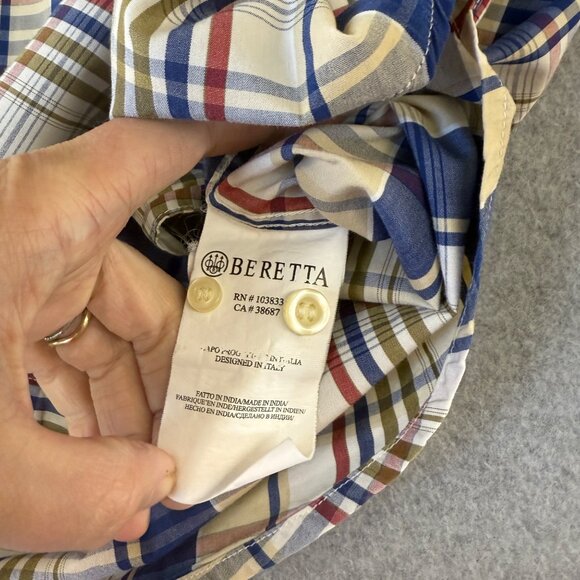 BERETTA
RN # 103833
CA # 38687
DESIGNED IN ITALY
FATTO IN INDIA/MADE IN INDIA/
FABRIQUE'EN INDE/HERGESTELLT IN INDIEN/
HECHO EN INDIA/СДЕЛАНО В ИНДИИ/